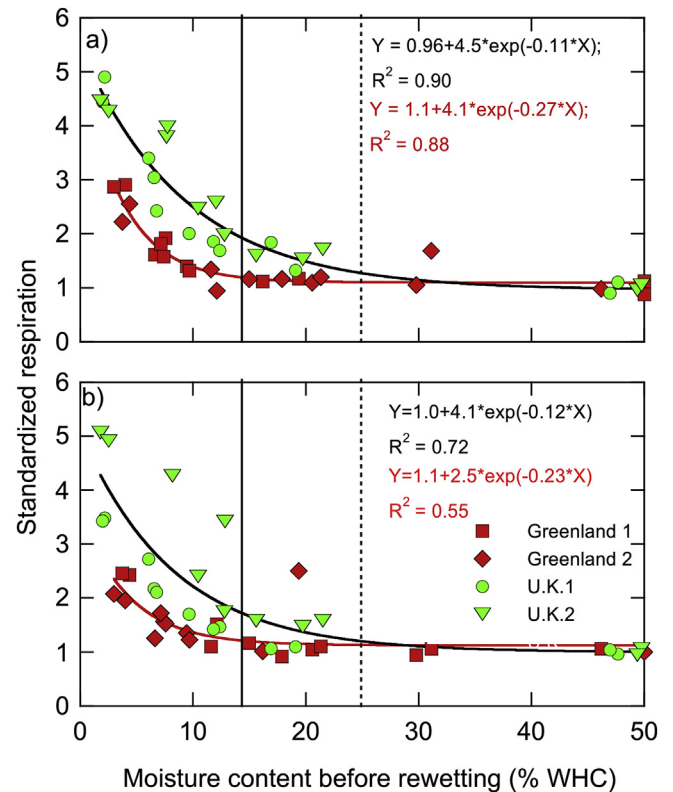 a)
Y = 0.96+4.5*exp(-0.11*X);
R² = 0.90
Y = 1.1+4.1*exp(-0.27*X);
R² = 0.88
6
5
4
3
2
1
0
b)
Y=1.0+4.1*exp(-0.12*X)
R² = 0.72
Y=1.1+2.5*exp(-0.23*X)
R² = 0.55
Greenland 1
Greenland 2
U.K.1
U.K.2
6
5
4
3
2
1
0
Standardized respiration
0 10 20 30 40 50
Moisture content before rewetting (% WHC)